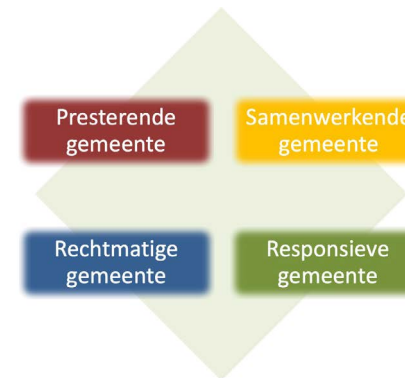 Presterende
gemeente
Samenwerkende
gemeente
Rechtmatige
gemeente
Responsieve
gemeente